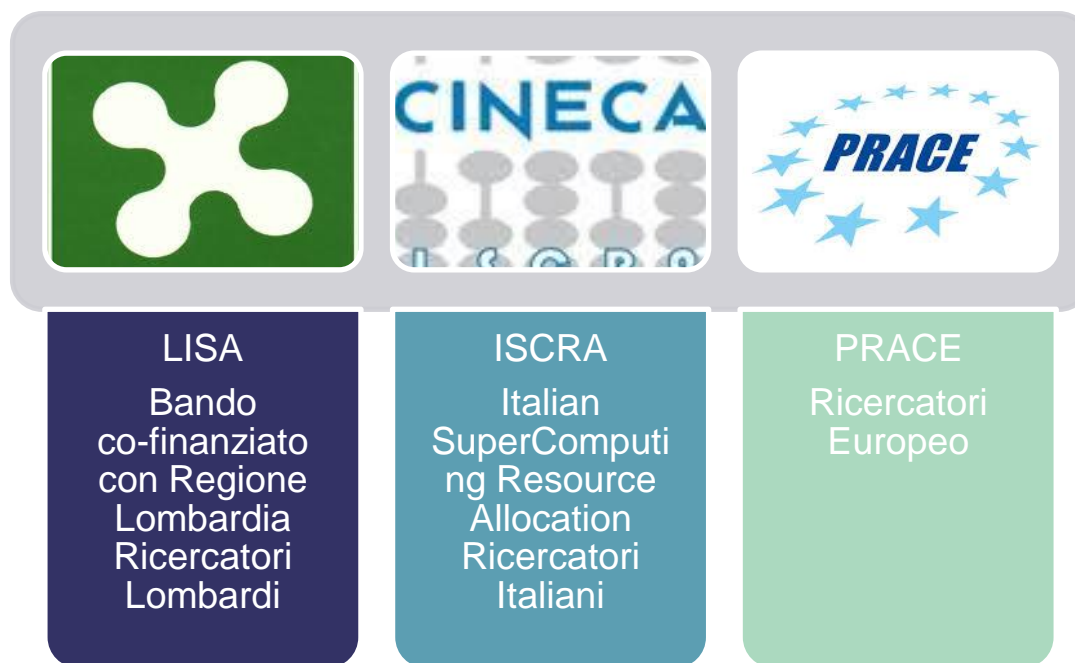 CINECA
ISCRA
PRACE
LISA
Bando
co-finanziato
con Regione
Lombardia
Ricercatori
Lombardi
ISCRA
Italian
SuperComputi
ng Resource
Allocation
Ricercatori
Italiani
PRACE
Ricercatori
Europeo